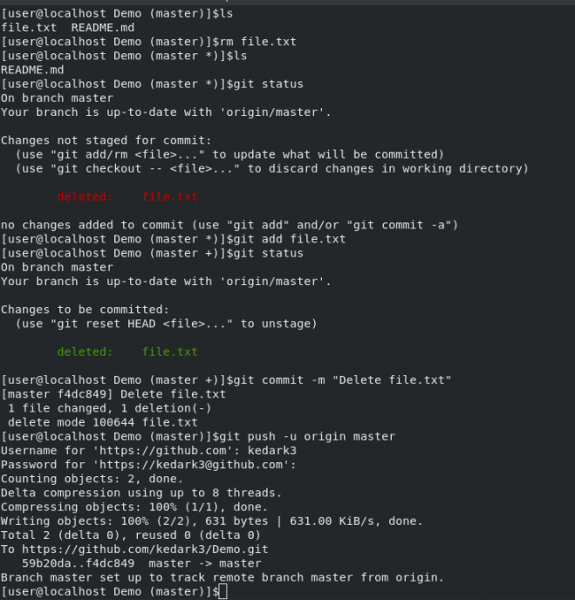 [user@localhost Demo (master)]$ls
file.txt  README.md
[user@localhost Demo (master)]$rm file.txt
[user@localhost Demo (master *)]$ls
README.md
[user@localhost Demo (master *)]$git status
On branch master
Your branch is up-to-date with 'origin/master'.
Changes not staged for commit:
  (use "git add/rm <file>..." to update what will be committed)
  (use "git checkout -- <file>..." to discard changes in working directory)
        deleted:    file.txt
no changes added to commit (use "git add" and/or "git commit -a")
[user@localhost Demo (master *)]$git add file.txt
[user@localhost Demo (master +)]$git status
On branch master
Your branch is up-to-date with 'origin/master'.
Changes to be committed:
  (use "git reset HEAD <file>..." to unstage)
        deleted:    file.txt
[user@localhost Demo (master +)]$git commit -m "Delete file.txt"
[master f4dc849] Delete file.txt
 1 file changed, 1 deletion(-)
 delete mode 100644 file.txt
[user@localhost Demo (master)]$git push -u origin master
Username for 'https://github.com': kedark3
Password for 'https://kedark3@github.com':
Counting objects: 2, done.
Delta compression using up to 8 threads.
Compressing objects: 100% (1/1), done.
Writing objects: 100% (2/2), 631 bytes | 631.00 KiB/s, done.
Total 2 (delta 0), reused 0 (delta 0)
To https://github.com/kedark3/Demo.git
   59b20da..f4dc849  master -> master
Branch master set up to track remote branch master from origin.
[user@localhost Demo (master)]$